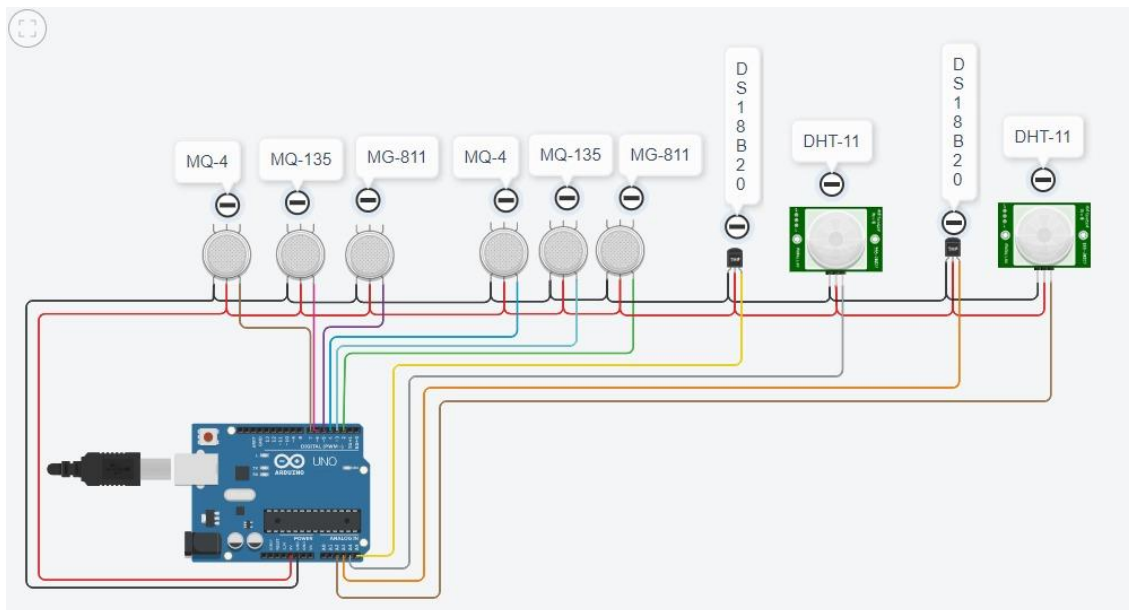 MQ-4
MQ-135
MG-811
MQ-4
MQ-135
MG-811
D
S
1
8
B
2
0
DHT-11
D
S
1
8
B
2
0
DHT-11
DIGITAL (PWM~)
UNO
ARDUINO
POWER
ANALOG IN